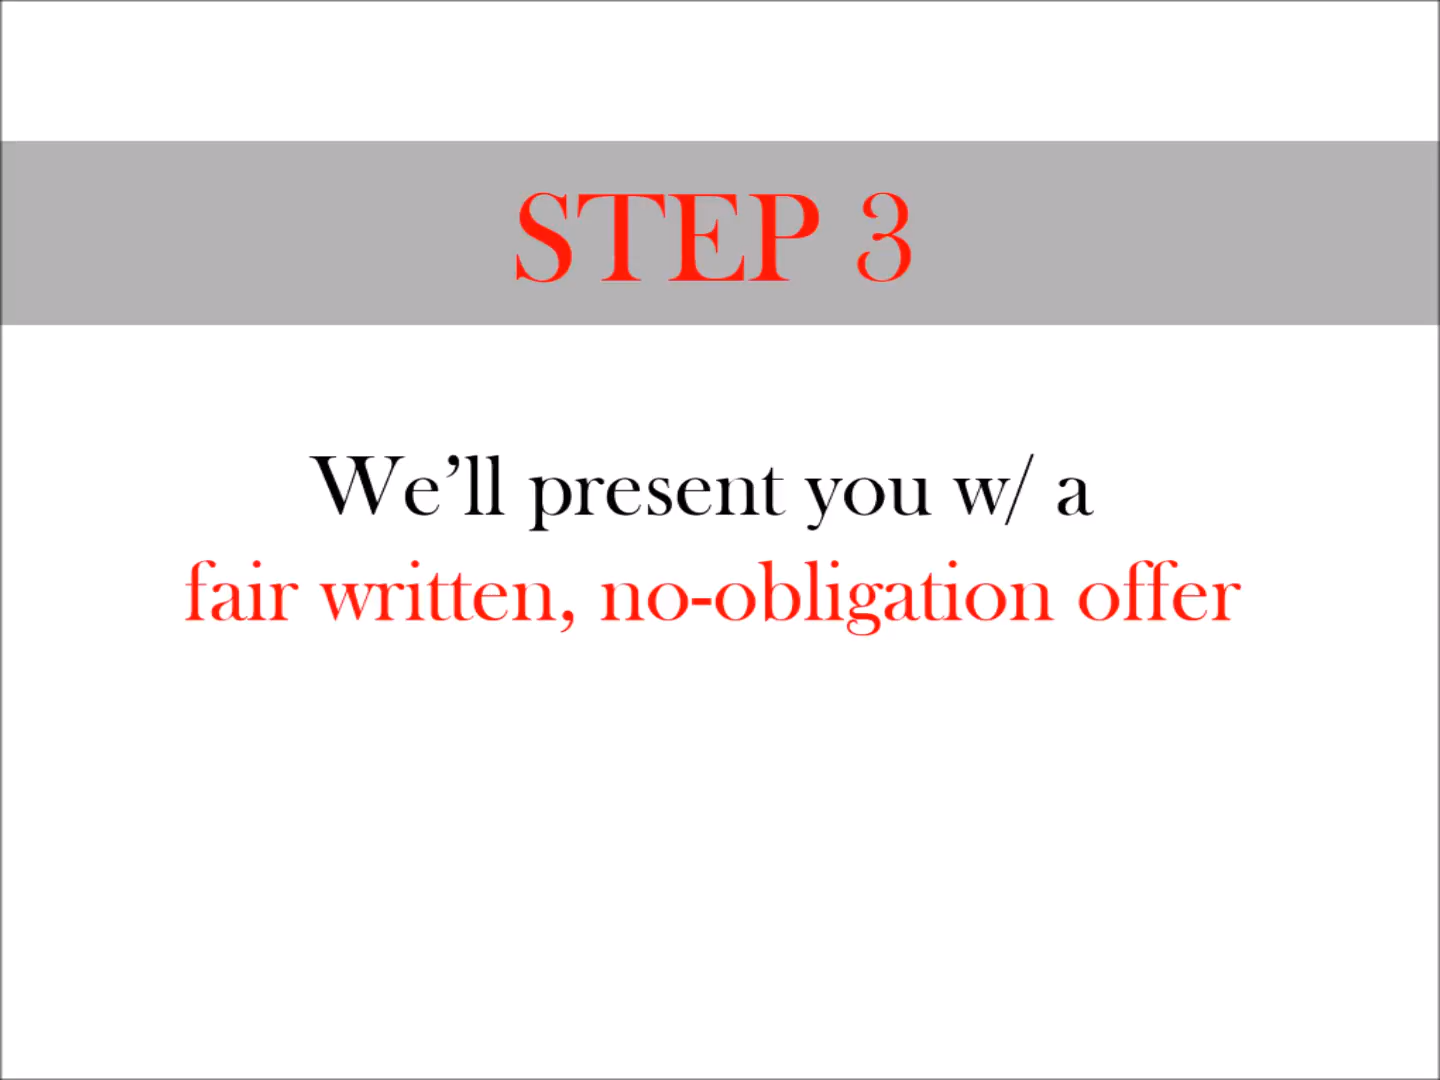 STEP 3
We’ll present you w/ a
fair written, no-obligation offer